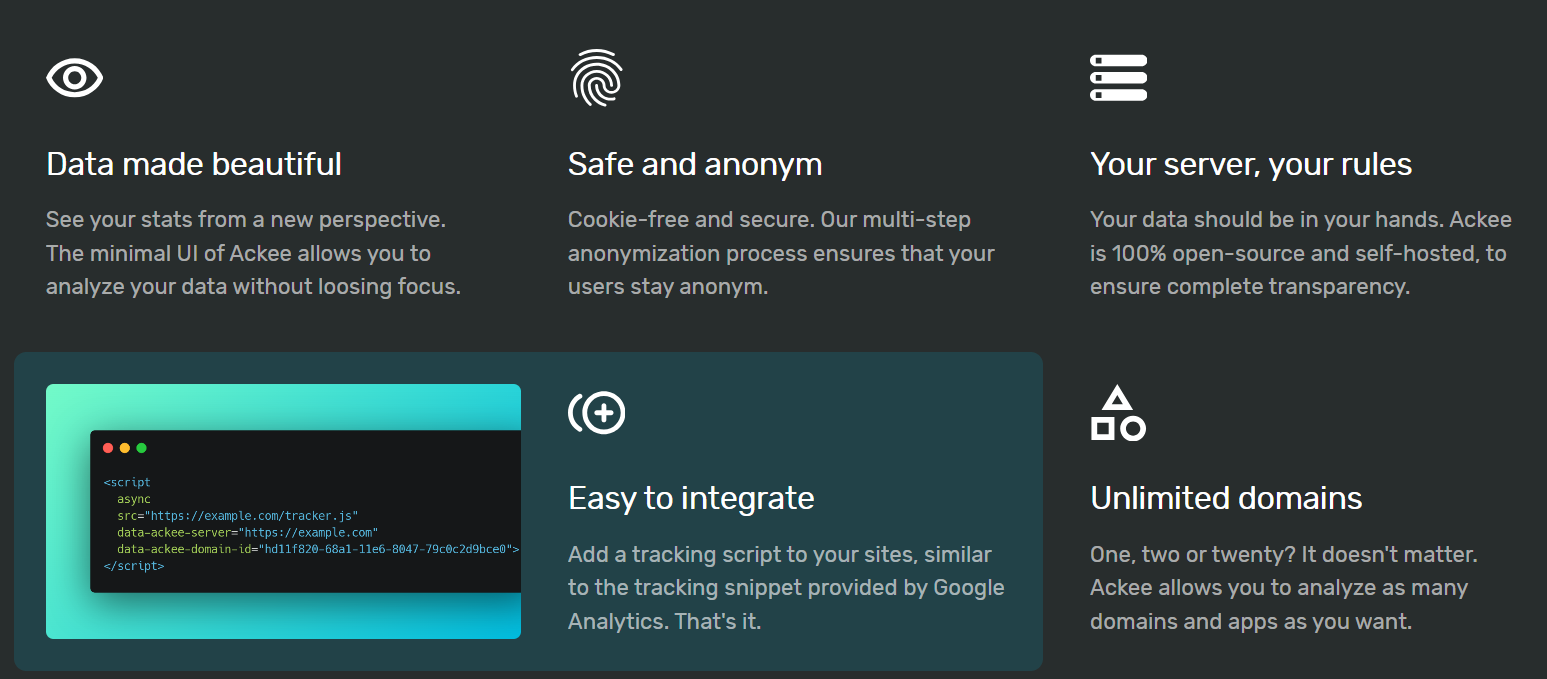 Data made beautiful
See your stats from a new perspective.
The minimal UI of Ackee allows you to
analyze your data without loosing focus.
Safe and anonym
Cookie-free and secure. Our multi-step
anonymization process ensures that your
users stay anonym.
Your server, your rules
Your data should be in your hands. Ackee
is 100% open-source and self-hosted, to
ensure complete transparency.
<script
async
src="https://example.com/tracker.js"
data-ackee-server="https://example.com"
data-ackee-domain-id="hd11f820-68a1-11e6-8047-79c0c2d9bce0">
</script>
Easy to integrate
Add a tracking script to your sites, similar
to the tracking snippet provided by Google
Analytics. That's it.
Unlimited domains
One, two or twenty? It doesn't matter.
Ackee allows you to analyze as many
domains and apps as you want.